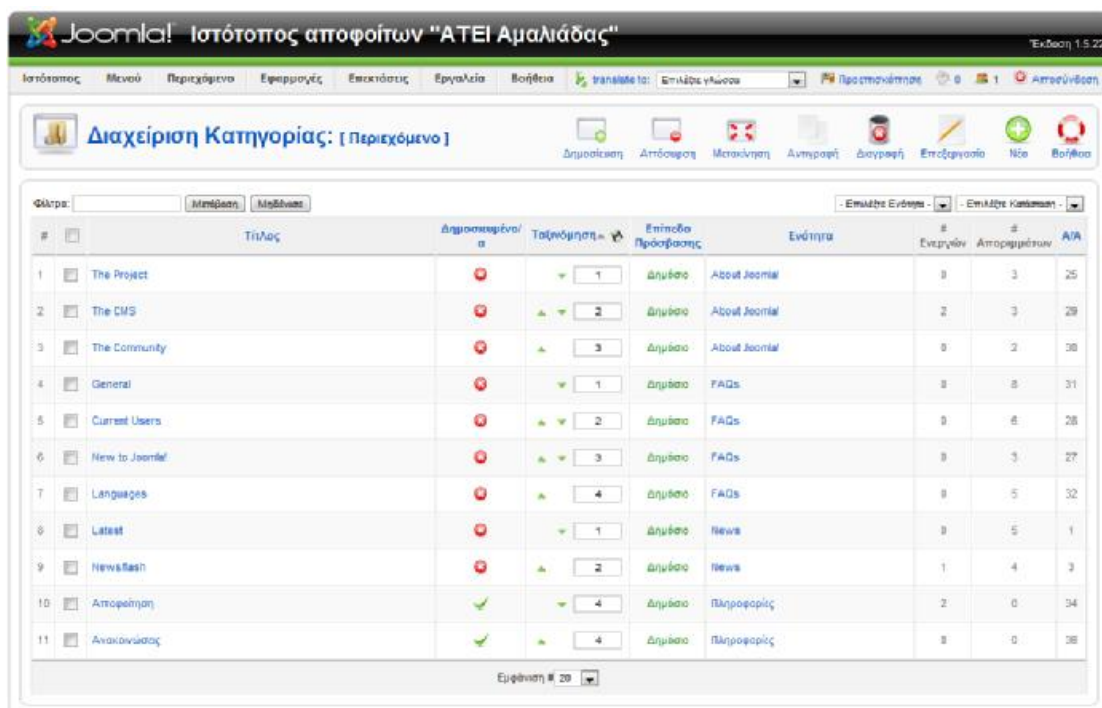 Joomla! Ιστότοπος αποφοίτων "ΑΤΕΙ Αμαλιάδας"
Έκδοση 1.5.22
Ιστότοπος Μενού Περιεχόμενο Εφαρμογές Επεκτάσεις Εργαλεία Βοήθεια translate to: Επιλέξτε γλώσσα Προεπισκόπηση 0 1 Αποσύνδεση
Διαχείριση Κατηγορίας: [ Περιεχόμενο ]
Δημοσίευση Απόσυρση Μετακίνηση Αντιγραφή Διαγραφή Επεξεργασία Νέο Βοήθεια
Φίλτρο: Μετάβαση Μηδένισε - Επιλέξτε Ενότητα - - Επιλέξτε Κατάσταση -
# Τίτλος Δημοσιευμένο/α Ταξινόμηση Επίπεδο Πρόσβασης Ενότητα # Ενεργών # Απορριμμάτων Α/Α
1 The Project 1 Δημόσιο About Joomla! 0 3 25
2 The CMS 2 Δημόσιο About Joomla! 2 3 29
3 The Community 3 Δημόσιο About Joomla! 0 2 30
4 General 1 Δημόσιο FAQs 0 8 31
5 Current Users 2 Δημόσιο FAQs 0 6 28
6 New to Joomla! 3 Δημόσιο FAQs 0 3 27
7 Languages 4 Δημόσιο FAQs 0 5 32
8 Latest 1 Δημόσιο News 0 5 1
9 Newsflash 2 Δημόσιο News 1 4 3
10 Αποφοίτηση 4 Δημόσιο Πληροφορίες 2 0 34
11 Ανακοινώσεις 4 Δημόσιο Πληροφορίες 0 0
Εμφάνιση # 20